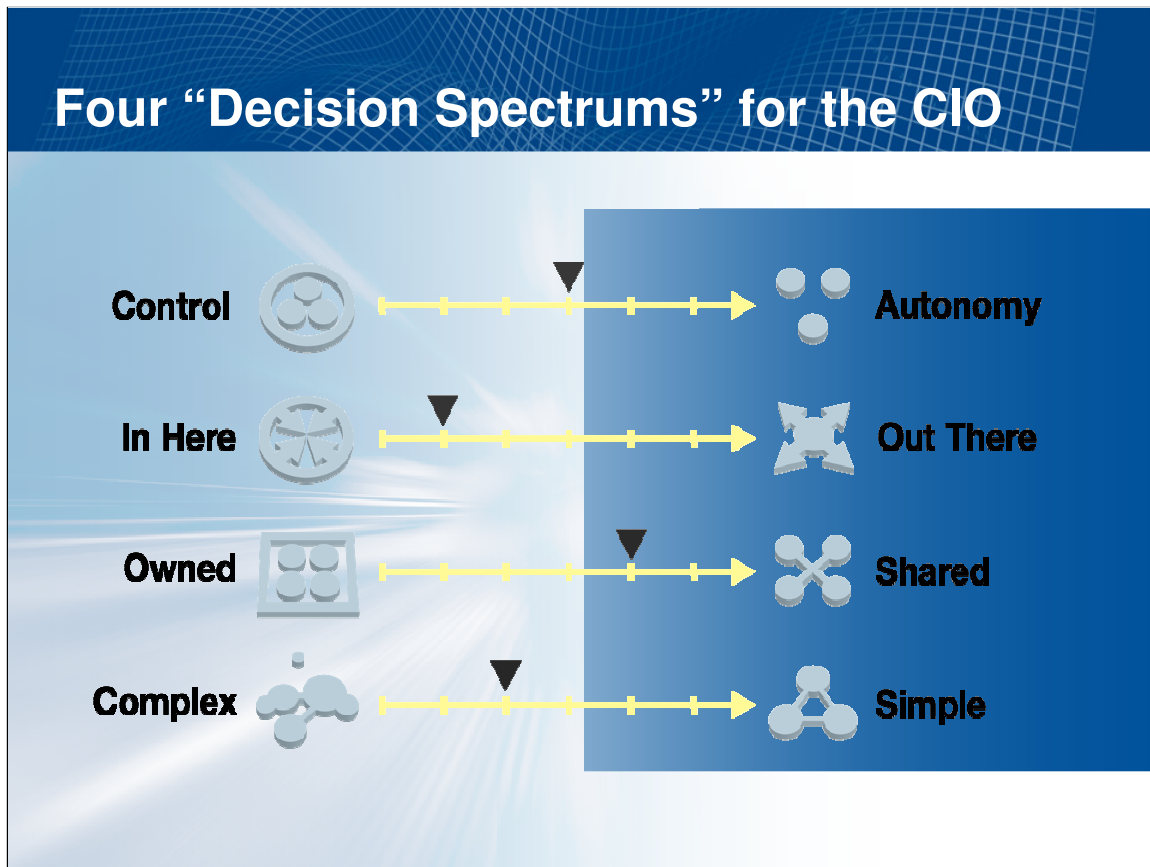 Four “Decision Spectrums” for the CIO
Control
Autonomy
In Here
Out There
Owned
Shared
Complex
Simple